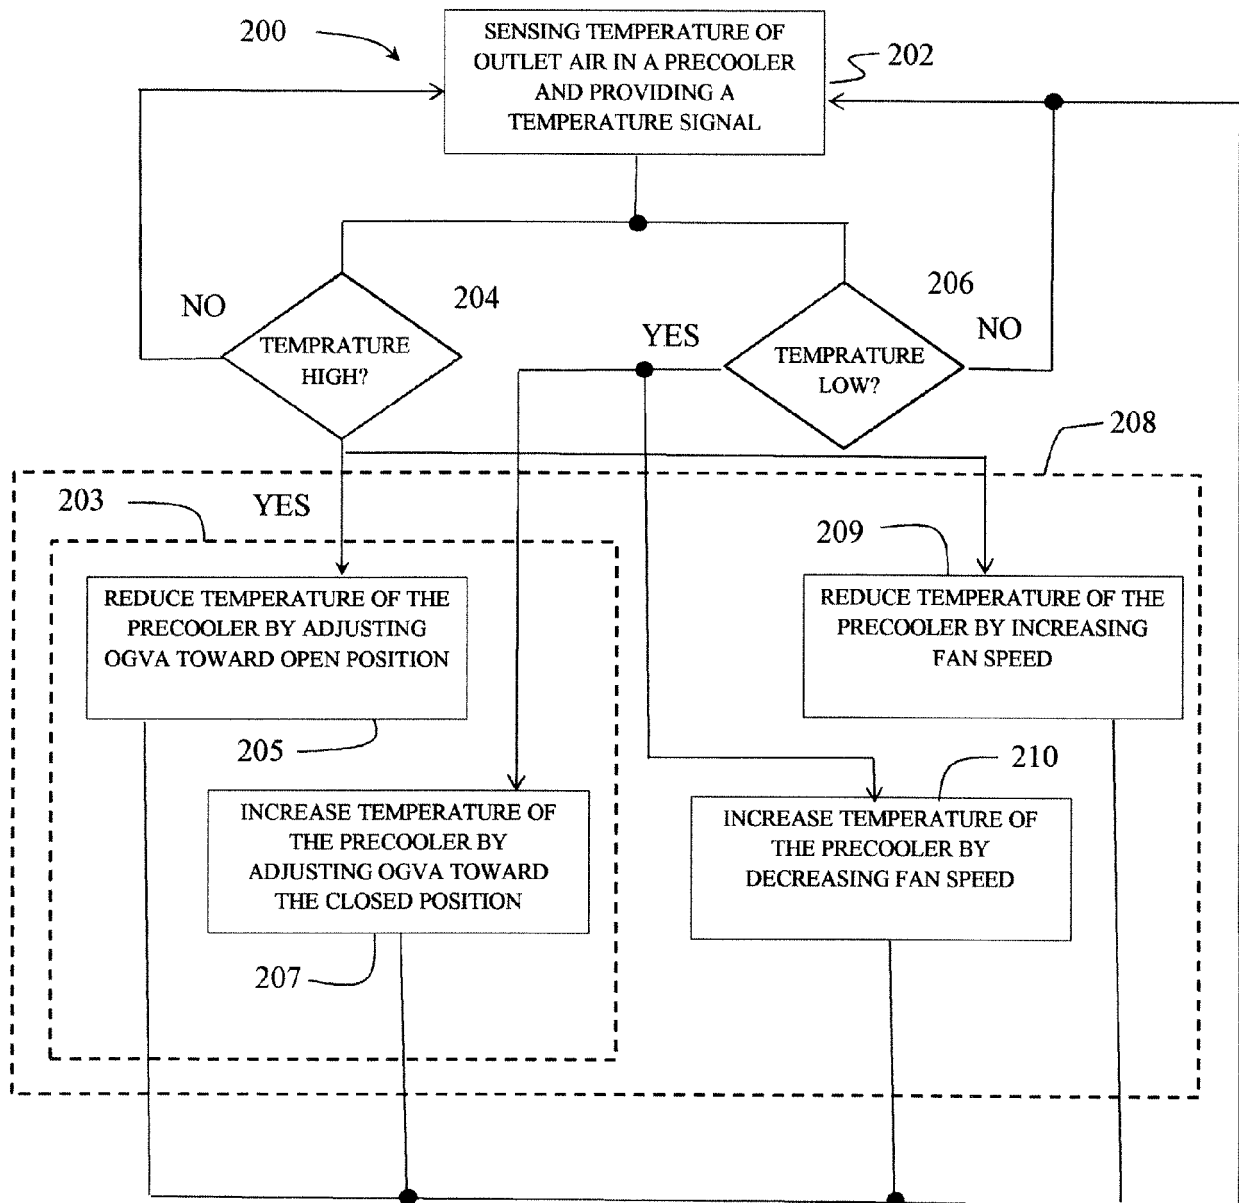 200
SENSING TEMPERATURE OF
OUTLET AIR IN A PRECOOLER
AND PROVIDING A
TEMPERATURE SIGNAL
202
NO
TEMPRATURE
HIGH?
204
YES
TEMPRATURE
LOW?
206
NO
208
203
YES
REDUCE TEMPERATURE OF THE
PRECOOLER BY ADJUSTING
OGVA TOWARD OPEN POSITION
205
209
REDUCE TEMPERATURE OF THE
PRECOOLER BY INCREASING
FAN SPEED
INCREASE TEMPERATURE OF
THE PRECOOLER BY
ADJUSTING OGVA TOWARD
THE CLOSED POSITION
207
210
INCREASE TEMPERATURE OF
THE PRECOOLER BY
DECREASING FAN SPEED